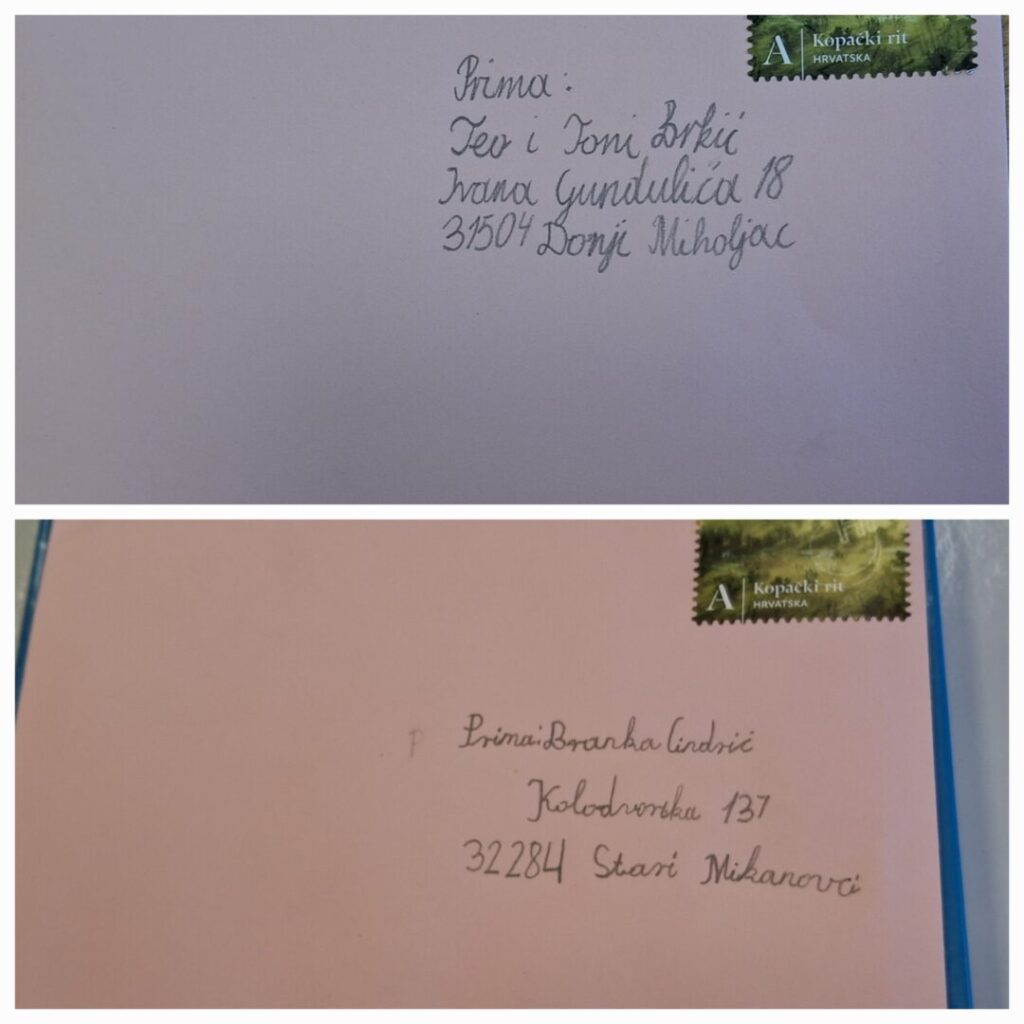 A Kopački rit
HRVATSKA
Prima:
Teo i Toni Brkić
Ivana Gundulića 18
31504 Donji Miholjac
A Kopački rit
HRVATSKA
P
Prima: Branka Cindrić
Kolodvorska 137
32284 Stari Mikanovci